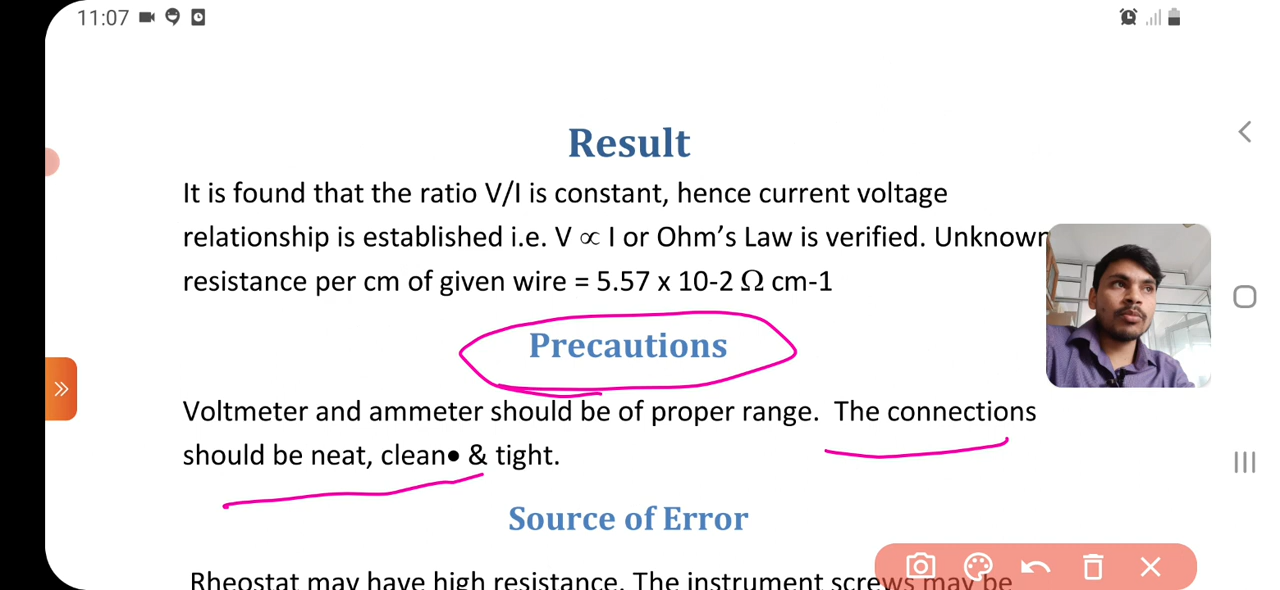 11:07
Result
It is found that the ratio V/I is constant, hence current voltage
relationship is established i.e. V ∝ I or Ohm’s Law is verified. Unknown
resistance per cm of given wire = 5.57 x 10-2 Ω cm-1
Precautions
Voltmeter and ammeter should be of proper range. The connections
should be neat, clean• & tight.
Source of Error
Rheostat may have high resistance. The instrument screws may be